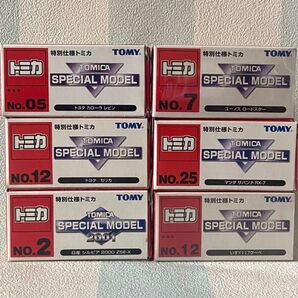 特別仕様トミカ TOMY
トミカ
TOMICA
SPECIAL MODEL
No.05
トヨタ カローラ レビン
特別仕様トミカ TOMY
トミカ
TOMICA
SPECIAL MODEL
No.7
ユーノス ロードスター
特別仕様トミカ TOMY
トミカ
TOMICA
SPECIAL MODEL
No.12
トヨタ セリカ
特別仕様トミカ TOMY
トミカ
TOMICA
SPECIAL MODEL
No.25
マツダ サバンナ RX-7
特別仕様トミカ TOMY
トミカ
TOMICA
SPECIAL MODEL
2001
No.2
日産 シルビア 2000 ZSE-X
特別仕様トミカ TOMY
トミカ
TOMICA
SPECIAL MODEL
No.12
いすゞ117クーペ